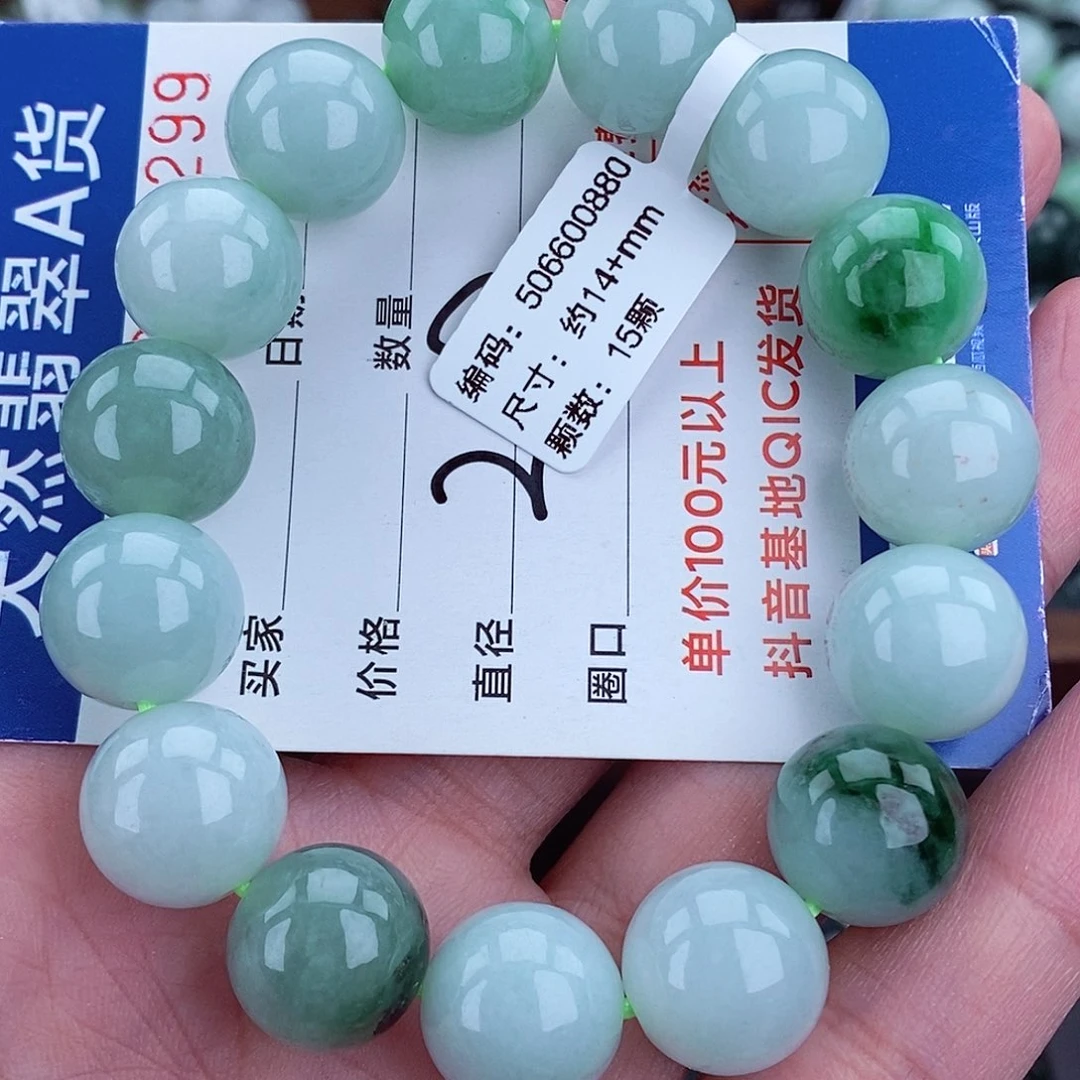 天然翡翠A货
299
编码：506600880
尺寸：约14+mm
颗数：15颗
日期
数量
买家
价格
直径
圈口
2
单价100元以上
抖音基地QIC发货